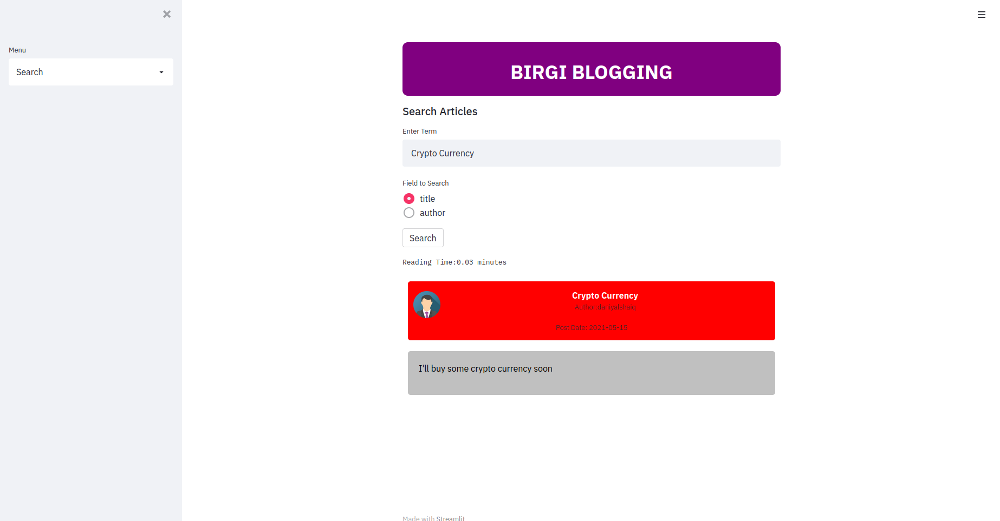 Menu
Search
BIRGI BLOGGING
Search Articles
Enter Term
Crypto Currency
Field to Search
title
author
Search
Reading Time:0.03 minutes
Crypto Currency
Author:daniyalshaiq
Post Date: 2021-05-15
I'll buy some crypto currency soon
Made with Streamlit